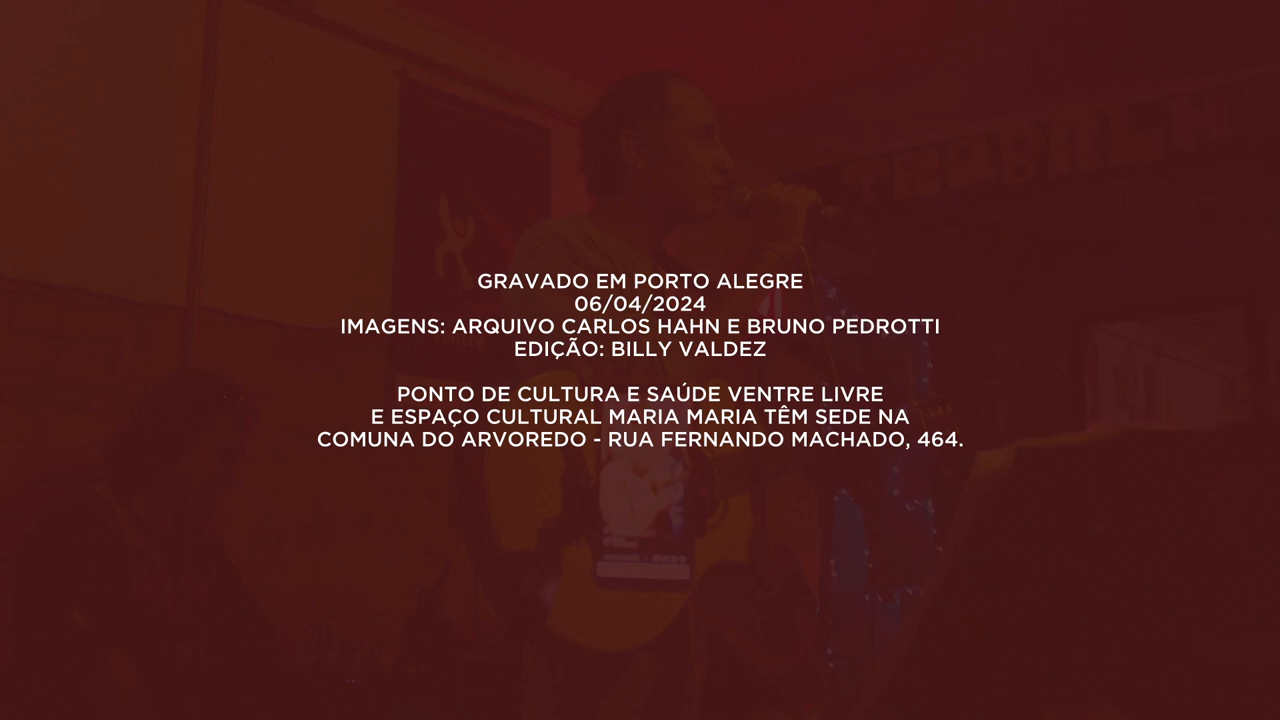 GRAVADO EM PORTO ALEGRE
06/04/2024
IMAGENS: ARQUIVO CARLOS HAHN E BRUNO PEDROTTI
EDIÇÃO: BILLY VALDEZ
PONTO DE CULTURA E SAÚDE VENTRE LIVRE
E ESPAÇO CULTURAL MARIA MARIA TÊM SEDE NA
COMUNA DO ARVOREDO - RUA FERNANDO MACHADO, 464.